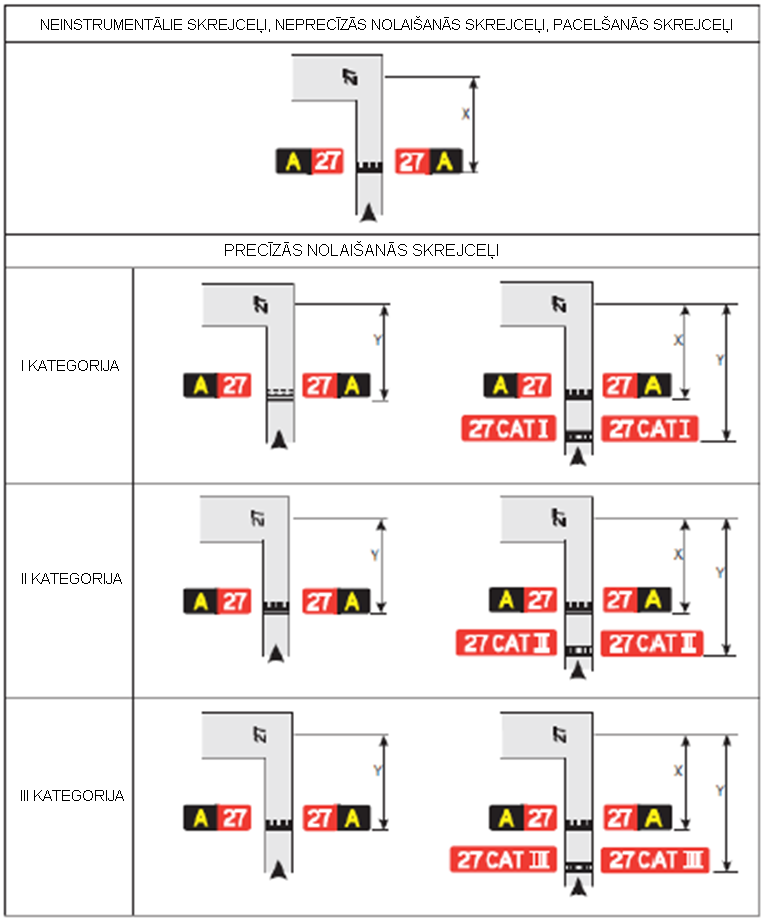 NEINSTRUMENTĀLIE SKREJCEĻI, NEPRECĪZĀS NOLAIŠANĀS SKREJCEĻI, PACELŠANĀS SKREJCEĻI
27
X
A 27 27 A
PRECĪZĀS NOLAIŠANĀS SKREJCEĻI
I KATEGORIJA
27
Y
A 27 27 A
27
X
Y
A 27 27 A
27 CAT I 27 CAT I
II KATEGORIJA
27
Y
A 27 27 A
27
X
Y
A 27 27 A
27 CAT II 27 CAT II
III KATEGORIJA
27
Y
A 27 27 A
27
X
Y
A 27 27 A
27 CAT III 27 CAT III